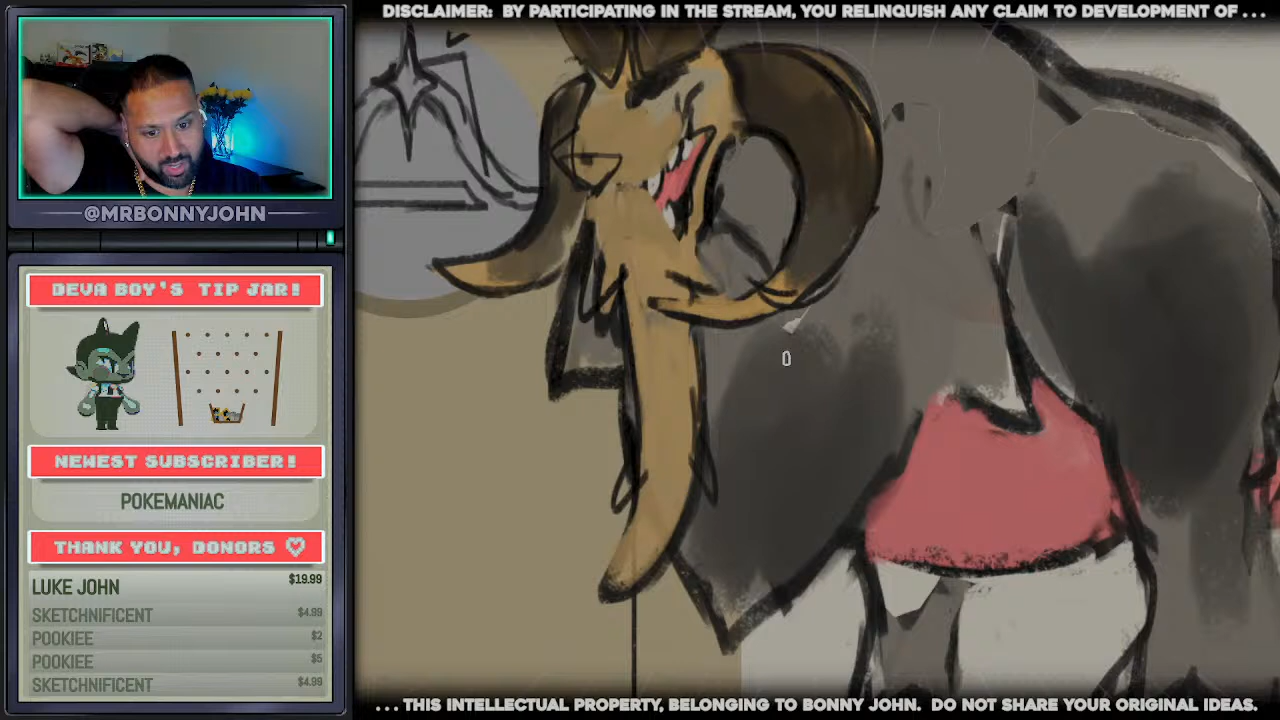 DISCLAIMER: BY PARTICIPATING IN THE STREAM, YOU RELINQUISH ANY CLAIM TO DEVELOPMENT OF . . .
@MRBONNYJOHN
DEVA BOY'S TIP JAR!
NEWEST SUBSCRIBER!
POKEMANIAC
THANK YOU, DONORS
LUKE JOHN $19.99
SKETCHNIFICENT $4.99
POOKIEE $2
POOKIEE $5
SKETCHNIFICENT $4.99
. . . THIS INTELLECTUAL PROPERTY, BELONGING TO BONNY JOHN. DO NOT SHARE YOUR ORIGINAL IDEAS.